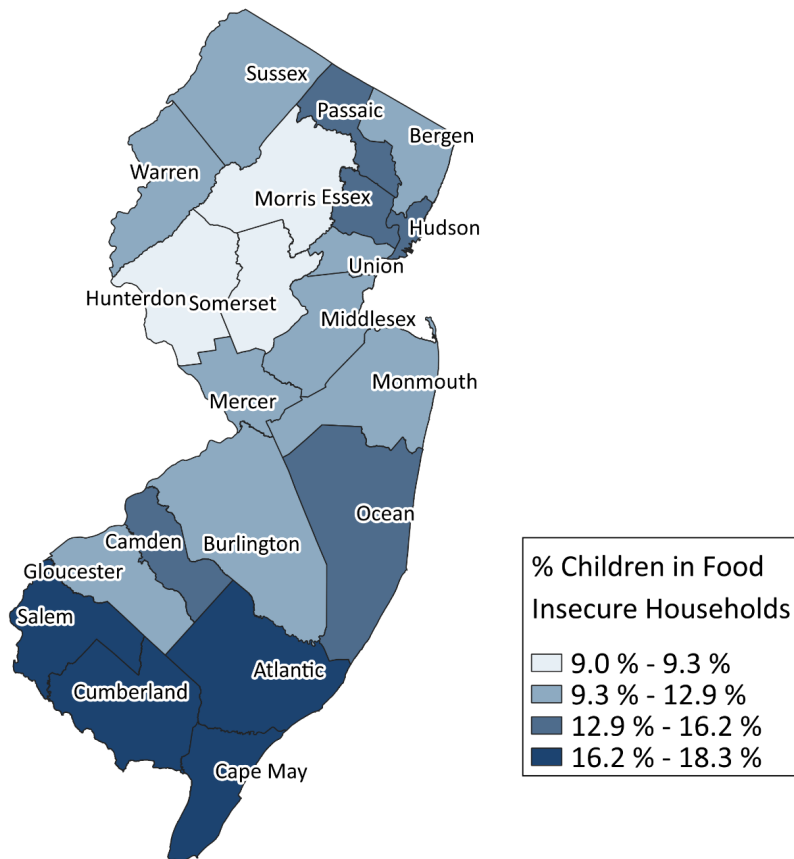 Sussex
Passaic
Bergen
Warren
Morris
Essex
Hudson
Union
Hunterdon
Somerset
Middlesex
Monmouth
Mercer
Ocean
Camden
Burlington
Gloucester
Salem
Atlantic
Cumberland
Cape May
% Children in Food
Insecure Households
9.0 % - 9.3 %
9.3 % - 12.9 %
12.9 % - 16.2 %
16.2 % - 18.3 %